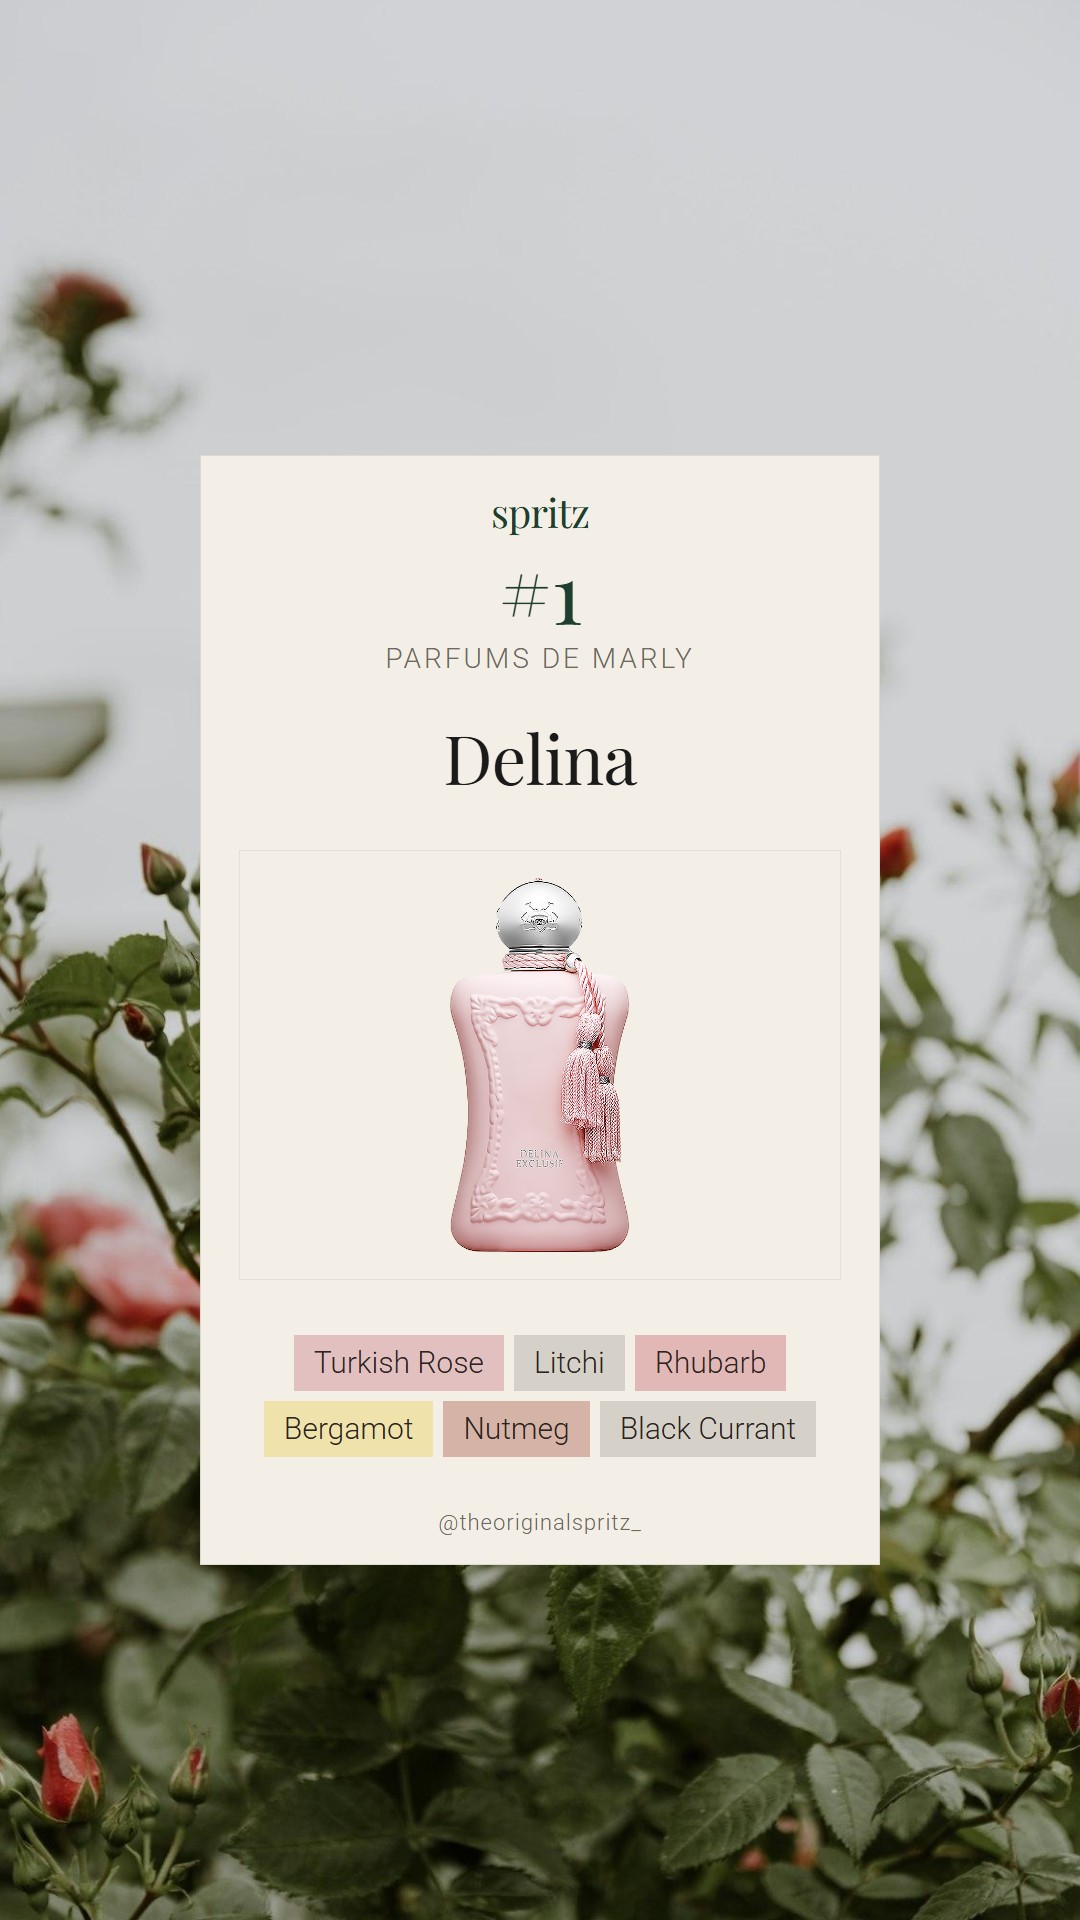 spritz
#1
PARFUMS DE MARLY
Delina
DELINA
EXCLUSIF
Turkish Rose Litchi Rhubarb
Bergamot Nutmeg Black Currant
@theoriginalspritz_